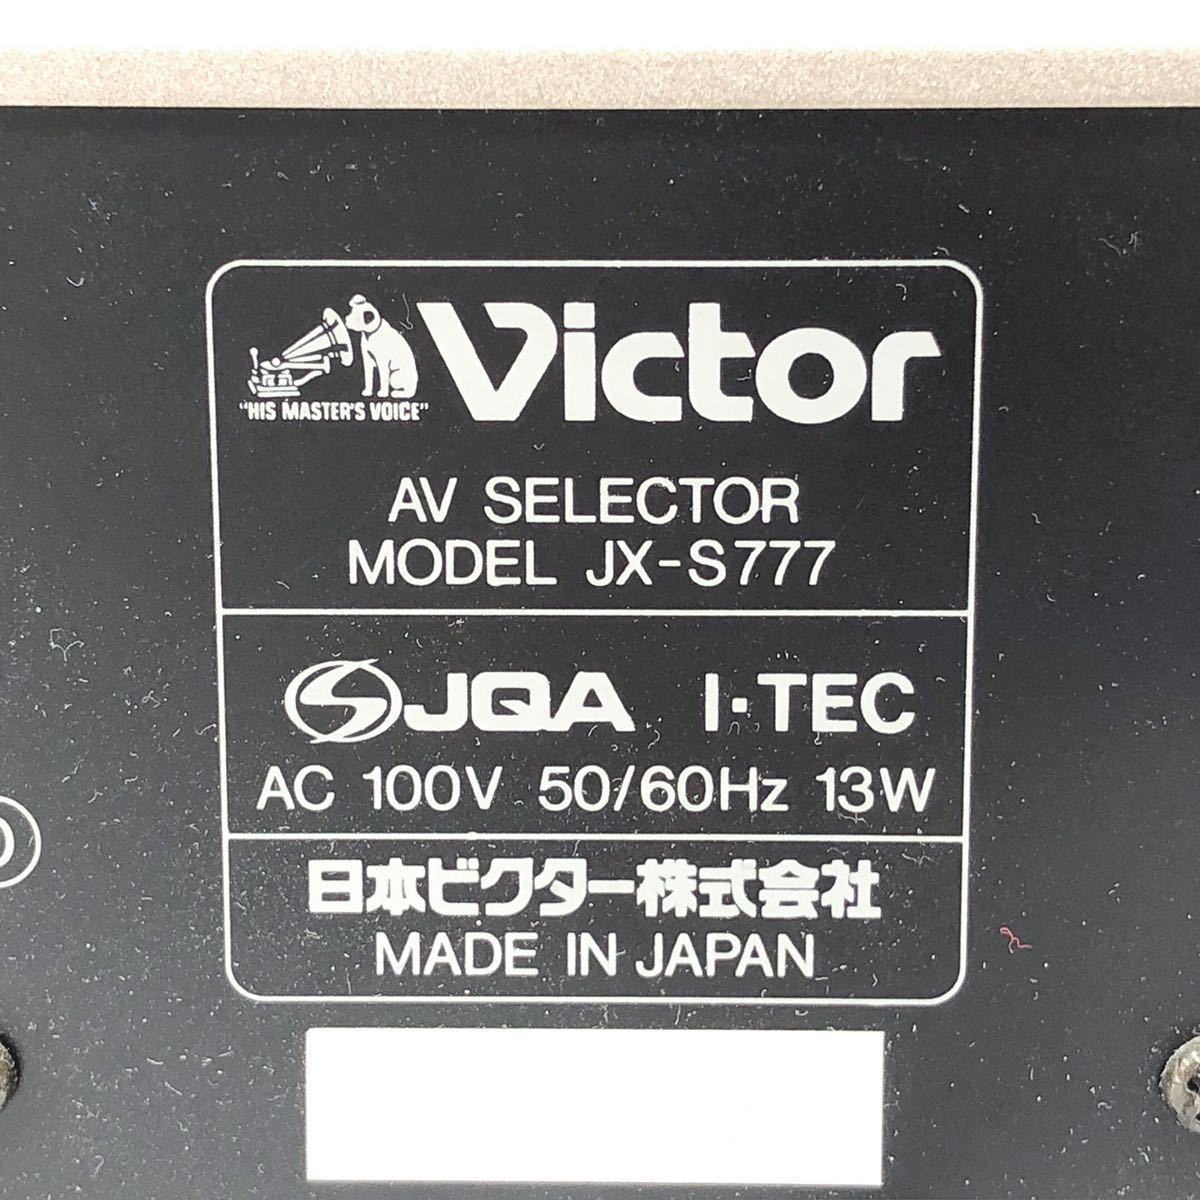 Victor
"HIS MASTER'S VOICE"
AV SELECTOR
MODEL JX-S777
JQA I·TEC
AC 100V 50/60Hz 13W
日本ビクター株式会社
MADE IN JAPAN